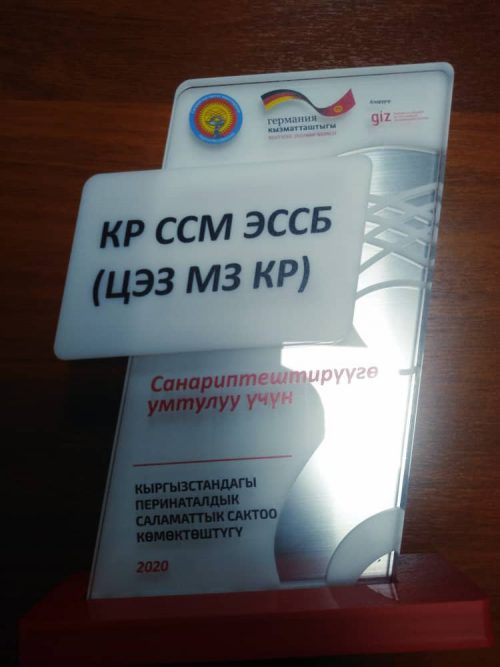 германия
кызматташтыгы
giz
КР ССМ ЭССБ
(ЦЭЗ МЗ КР)
Санариптештирүүгө
умтулуу үчүн
КЫРГЫЗСТАНДАГЫ
ПЕРИНАТАЛДЫК
САЛАМАТТЫК САКТОО
КӨМӨКТӨШТҮГҮ
2020